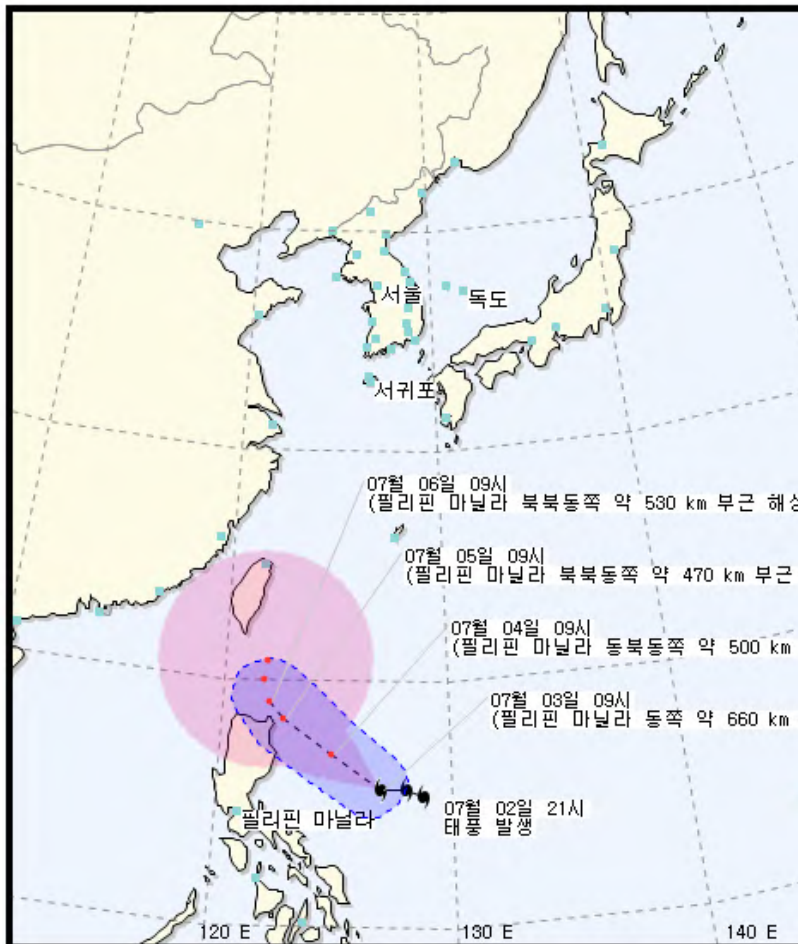 서울
독도
서귀포
07월 06일 09시
(필리핀 마닐라 북북동쪽 약 530 km 부근 해상
07월 05일 09시
(필리핀 마닐라 북북동쪽 약 470 km 부근
07월 04일 09시
(필리핀 마닐라 동북동쪽 약 500 km
07월 03일 09시
(필리핀 마닐라 동쪽 약 660 km
07월 02일 21시
태풍 발생
필리핀 마닐라
120 E
130 E
140 E